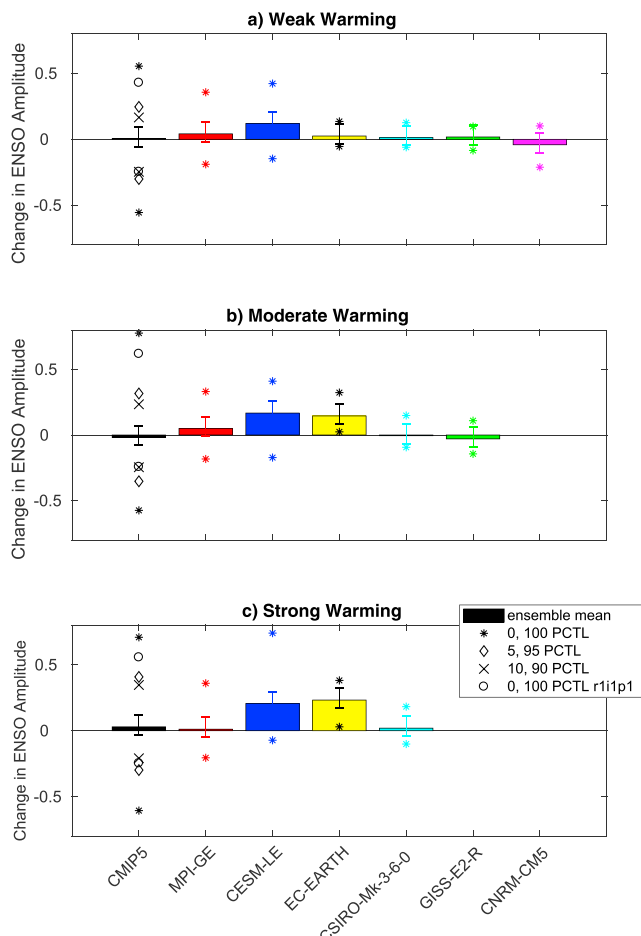 a) Weak Warming
Change in ENSO Amplitude
0.5
0
-0.5
b) Moderate Warming
Change in ENSO Amplitude
0.5
0
-0.5
c) Strong Warming
Change in ENSO Amplitude
0.5
0
-0.5
ensemble mean
0, 100 PCTL
5, 95 PCTL
10, 90 PCTL
0, 100 PCTL r1i1p1
CMIP5
MPI-GE
CESM-LE
EC-EARTH
CSIRO-Mk-3-6-0
GISS-E2-R
CNRM-CM5